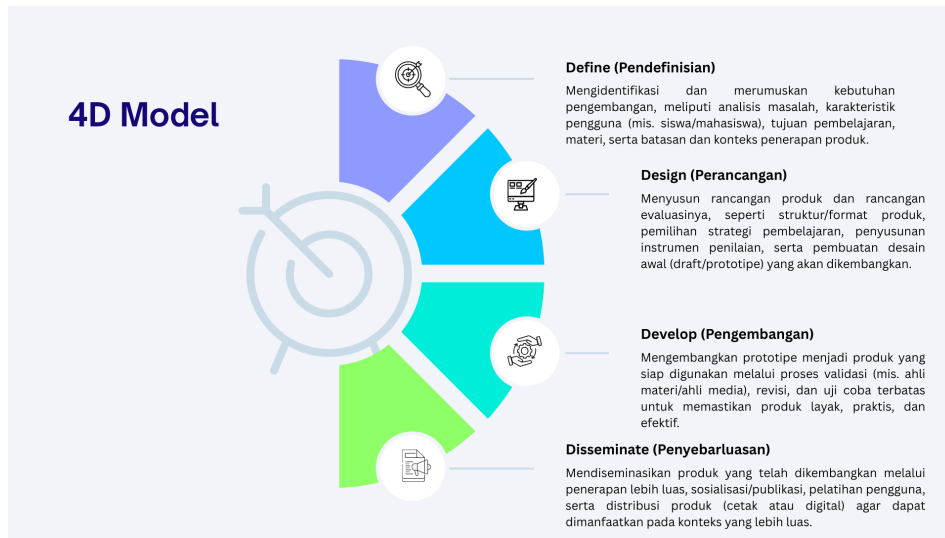 4D Model
Define (Pendefinisian)
Mengidentifikasi dan merumuskan kebutuhan
pengembangan, meliputi analisis masalah, karakteristik
pengguna (mis. siswa/mahasiswa), tujuan pembelajaran,
materi, serta batasan dan konteks penerapan produk.
Design (Perancangan)
Menyusun rancangan produk dan rancangan
evaluasinya, seperti struktur/format produk,
pemilihan strategi pembelajaran, penyusunan
instrumen penilaian, serta pembuatan desain
awal (draft/prototipe) yang akan dikembangkan.
Develop (Pengembangan)
Mengembangkan prototipe menjadi produk yang
siap digunakan melalui proses validasi (mis. ahli
materi/ahli media), revisi, dan uji coba terbatas
untuk memastikan produk layak, praktis, dan
efektif.
Disseminate (Penyebarluasan)
Mendiseminasikan produk yang telah dikembangkan melalui
penerapan lebih luas, sosialisasi/publikasi, pelatihan pengguna,
serta distribusi produk (cetak atau digital) agar dapat
dimanfaatkan pada konteks yang lebih luas.